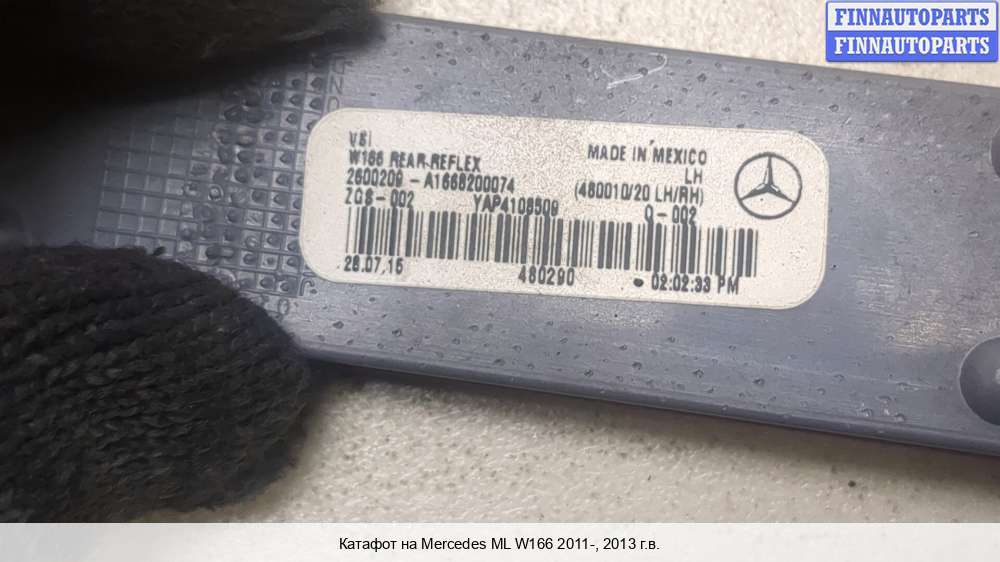 FINNAUTOPARTS
FINNAUTOPARTS
VSI
W166 REAR REFLEX
MADE IN MEXICO
LH
2600209 - A1668200074
(480010/20 LH/RH)
ZGS - 002
YAP4108509
Q - 002
28.07.15
480290
02:02:33 PM
Катафот на Mercedes ML W166 2011-, 2013 г.в.